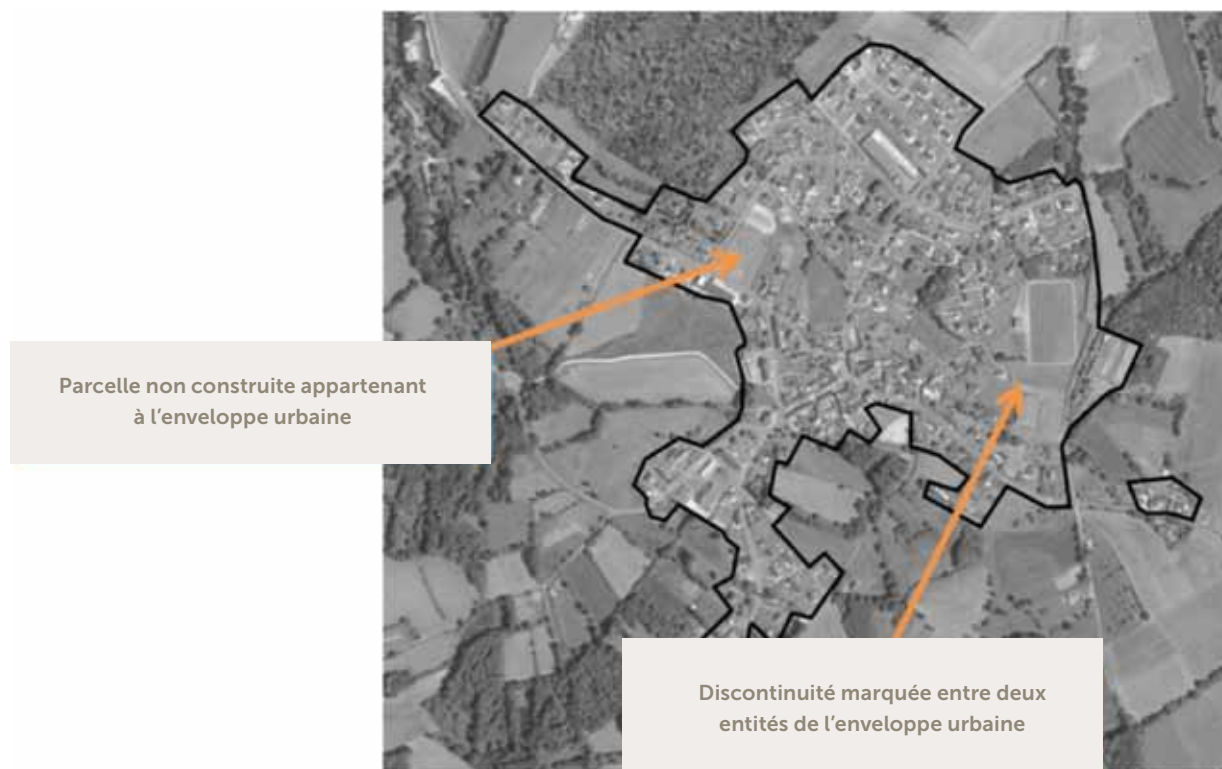 Parcelle non construite appartenant
à l’enveloppe urbaine
Discontinuité marquée entre deux
entités de l’enveloppe urbaine